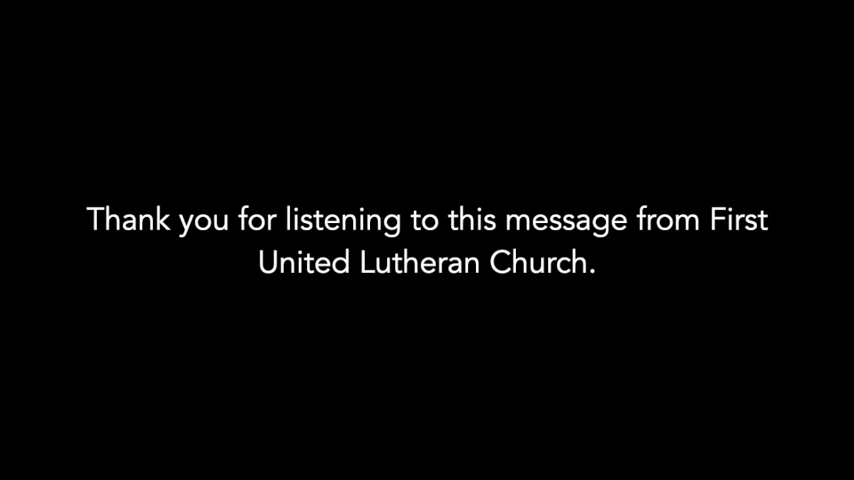 Thank you for listening to this message from First
United Lutheran Church.